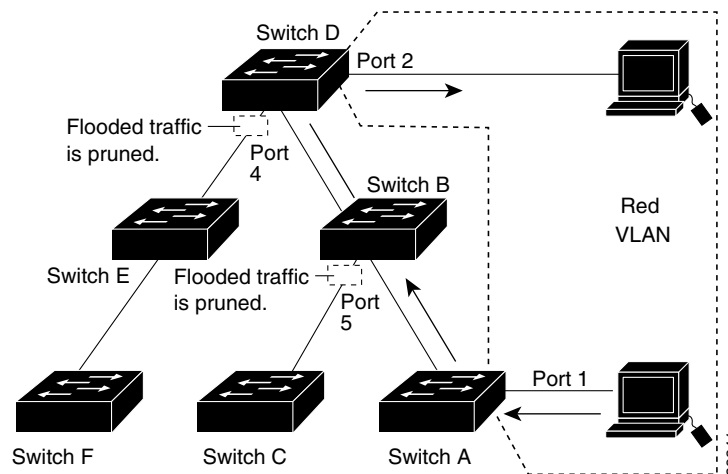 Switch D
Port 2
Flooded traffic
is pruned.
Port
4
Switch B
Red
VLAN
Switch E
Flooded traffic
is pruned.
Port
5
Port 1
Switch F
Switch C
Switch A